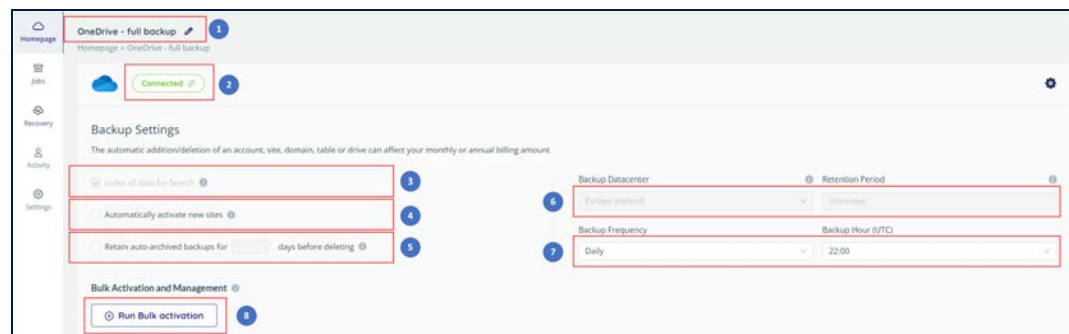 Homepage
OneDrive - full backup
1
Homepage > OneDrive - full backup
Jobs
Connected
2
Recovery
Backup Settings
The automatic addition/deletion of an account, site, domain, table or drive can affect your monthly or annual billing amount
Activity
Index all data for Search
3
Backup Datacenter
Retention Period
6
Europe (Ireland)
Unlimited
Settings
Automatically activate new sites
4
Backup Frequency
Backup Hour (UTC)
Retain auto-archived backups for days before deleting
5
7
Daily
22:00
Bulk Activation and Management
Run Bulk activation
8